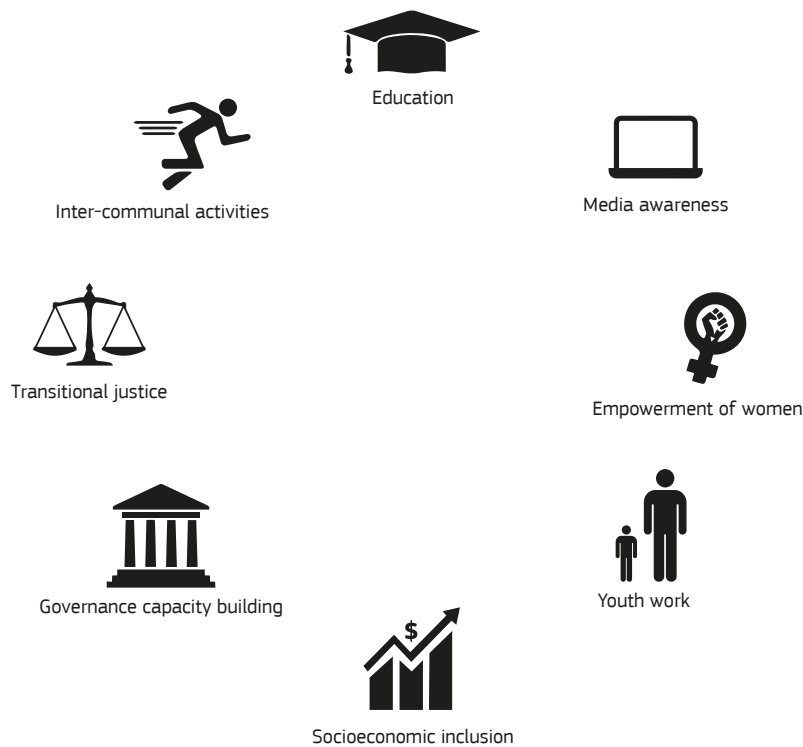 Education
Inter-communal activities
Media awareness
Transitional justice
Empowerment of women
Governance capacity building
Youth work
$
Socioeconomic inclusion